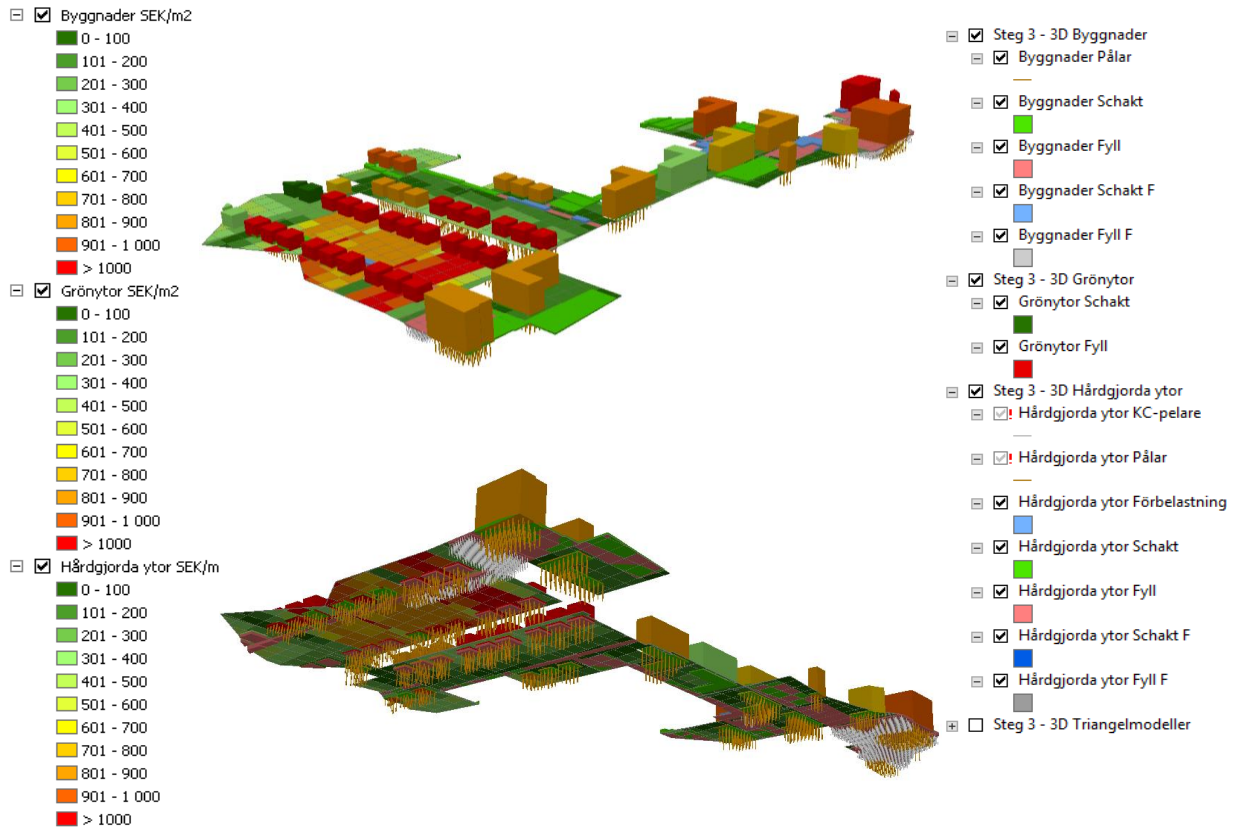 Byggnader SEK/m2
0 - 100
101 - 200
201 - 300
301 - 400
401 - 500
501 - 600
601 - 700
701 - 800
801 - 900
901 - 1 000
> 1000
Grönytor SEK/m2
0 - 100
101 - 200
201 - 300
301 - 400
401 - 500
501 - 600
601 - 700
701 - 800
801 - 900
901 - 1 000
> 1000
Hårdgjorda ytor SEK/m
0 - 100
101 - 200
201 - 300
301 - 400
401 - 500
501 - 600
601 - 700
701 - 800
801 - 900
901 - 1 000
> 1000
Steg 3 - 3D Byggnader
Byggnader Pålar
Byggnader Schakt
Byggnader Fyll
Byggnader Schakt F
Byggnader Fyll F
Steg 3 - 3D Grönytor
Grönytor Schakt
Grönytor Fyll
Steg 3 - 3D Hårdgjorda ytor
Hårdgjorda ytor KC-pelare
Hårdgjorda ytor Pålar
Hårdgjorda ytor Förbelastning
Hårdgjorda ytor Schakt
Hårdgjorda ytor Fyll
Hårdgjorda ytor Schakt F
Hårdgjorda ytor Fyll F
Steg 3 - 3D Triangelmodeller